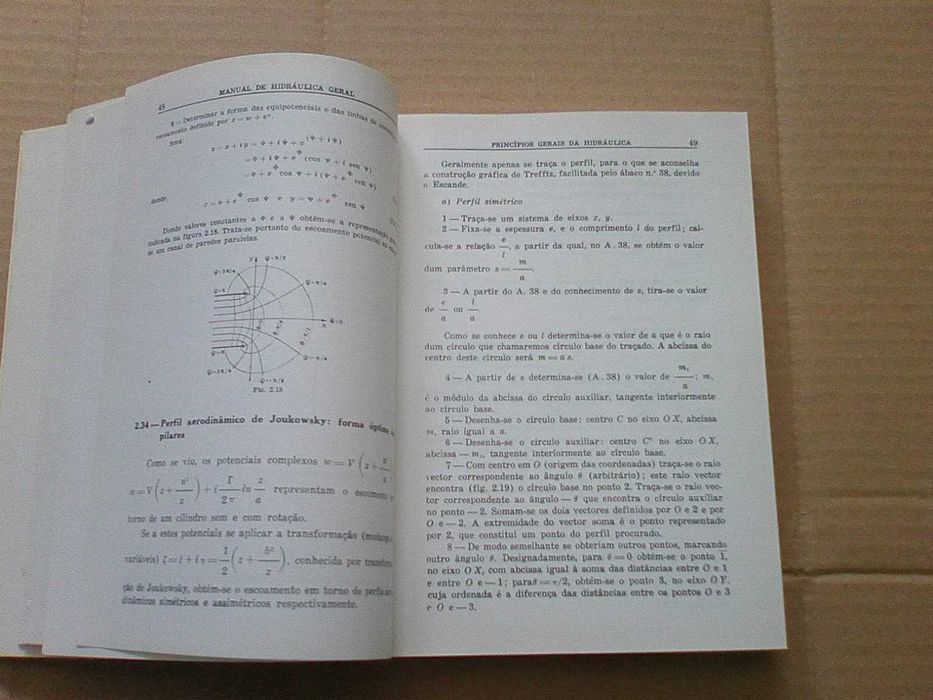 48
MANUAL DE HIDRÁULICA GERAL
8 — Determinar a forma das equipotenciais e das linhas de
escoamento definido por z = w + eʷ.
Será
z = x + i y = Φ + i Ψ + e^(Φ + i Ψ)
= Φ + i Ψ + e^Φ (cos Ψ + i sen Ψ)
= Φ + e^Φ cos Ψ + i (Ψ + e^Φ sen Ψ)
donde
x = Φ + e^Φ cos Ψ e y = Ψ + e^Φ sen Ψ
Dando valores constantes a Φ e a Ψ obtêm-se a representação
indicada na figura 2.18. Trata-se portanto do escoamento potencial
de um canal de paredes paralelas.
y
x
Fig. 2.18
2.34 — Perfil aerodinâmico de Joukowsky: forma óptima
pilares
Como se viu, os potenciais complexos w = V (z +
w = V (z + a²/z) + i Γ/2π ln z/a representam o escoamento
torno de um cilindro sem e com rotação.
Se a estes potenciais se aplicar a transformação
variáveis) ζ = ξ + i η = 1/2 (z + b²/z), conhecida por
ção de Joukowsky, obtêm-se o escoamento em torno de perfis
dinâmicos simétricos e assimétricos respectivamente.
PRINCÍPIOS GERAIS DA HIDRÁULICA
49
Geralmente apenas se traça o perfil, para o que se aconselha
a construção gráfica de Trefftz, facilitada pelo ábaco n.º 38, devido
a Escande.
a) Perfil simétrico
1 — Traça-se um sistema de eixos x, y.
2 — Fixa-se a espessura e, e o comprimento l do perfil; cal-
cula-se a relação e/l, a partir da qual, no A. 38, se obtém o valor
dum parâmetro s = m/a.
3 — A partir do A. 38 e do conhecimento de s, tira-se o valor
de e/a ou l/a.
Como se conhece e ou l determina-se o valor de a que é o raio
dum círculo que chamaremos círculo base do traçado. A abcissa do
centro deste círculo será m = a s.
4 — A partir de s determina-se (A. 38) o valor de m₁/a; m₁
é o módulo da abcissa do círculo auxiliar, tangente interiormente
ao círculo base.
5 — Desenha-se o círculo base: centro C no eixo O X, abcissa
m, raio igual a a.
6 — Desenha-se o círculo auxiliar: centro C' no eixo O X,
abcissa — m₁, tangente interiormente ao círculo base.
7 — Com centro em O (origem das coordenadas) traça-se o raio
vector correspondente ao ângulo θ (arbitrário); este raio vector
encontra (fig. 2.19) o círculo base no ponto 2. Traça-se o raio vec-
tor correspondente ao ângulo — θ que encontra o círculo auxiliar
no ponto — 2. Somam-se os dois vectores definidos por O e 2 e por
O e — 2. A extremidade do vector soma é o ponto representado
por 2, que constitui um ponto do perfil procurado.
8 — De modo semelhante se obteriam outros pontos, marcando
outro ângulo θ. Designadamente, para θ = 0 obtém-se o ponto 1,
no eixo O X, com abcissa igual à soma das distâncias entre O e 1
e entre O e — 1; para θ = π/2, obtém-se o ponto 3, no eixo O Y,
cuja ordenada é a diferença das distâncias entre os pontos O e 3
e O e — 3.